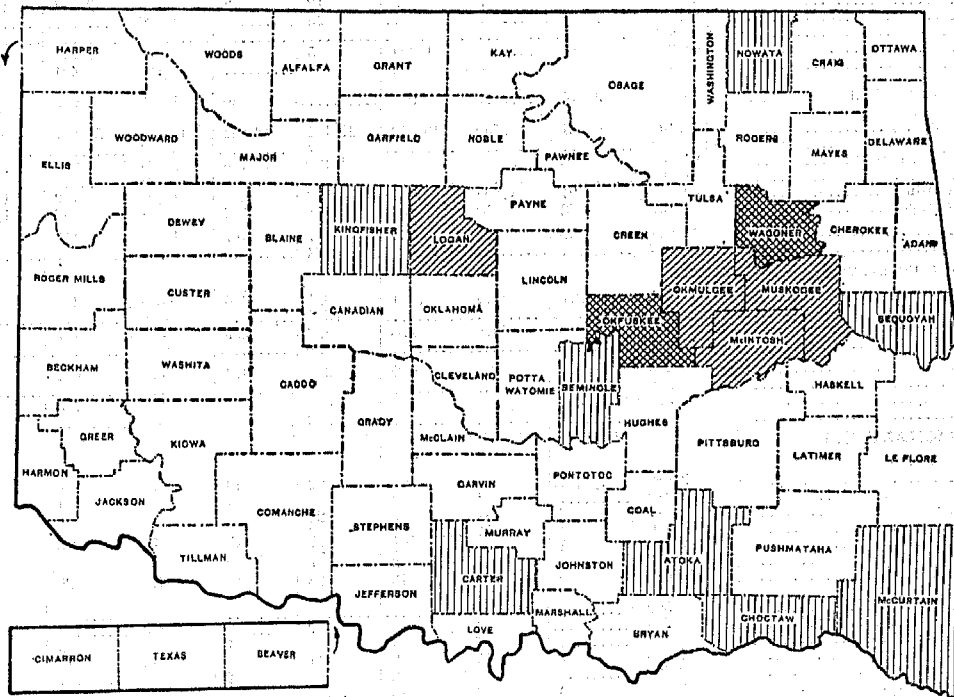 HARPER
WOODS
ALFALFA
GRANT
KAY
OSAGE
WASHINGTON
NOWATA
CRAIG
OTTAWA
ELLIS
WOODWARD
MAJOR
GARFIELD
NOBLE
PAWNEE
ROGERS
MAYES
DELAWARE
DEWEY
BLAINE
KINGFISHER
LOGAN
PAYNE
CREEK
TULSA
WAGONER
CHEROKEE
ADAIR
ROGER MILLS
CUSTER
CANADIAN
OKLAHOMA
LINCOLN
OKMULGEE
MUSKOGEE
OKFUSKEE
McINTOSH
SEQUOYAH
BECKHAM
WASHITA
CADDO
CLEVELAND
POTTA
WATOMIE
SEMINOLE
HASKELL
GREER
KIOWA
GRADY
McCLAIN
HUGHES
PITTSBURG
LATIMER
LE FLORE
HARMON
JACKSON
COMANCHE
GARVIN
PONTOTOC
COAL
STEPHENS
MURRAY
TILLMAN
CARTER
JOHNSTON
ATOKA
PUSHMATAHA
JEFFERSON
LOVE
MARSHALL
BRYAN
CHOCTAW
McCURTAIN
CIMARRON
TEXAS
BEAVER